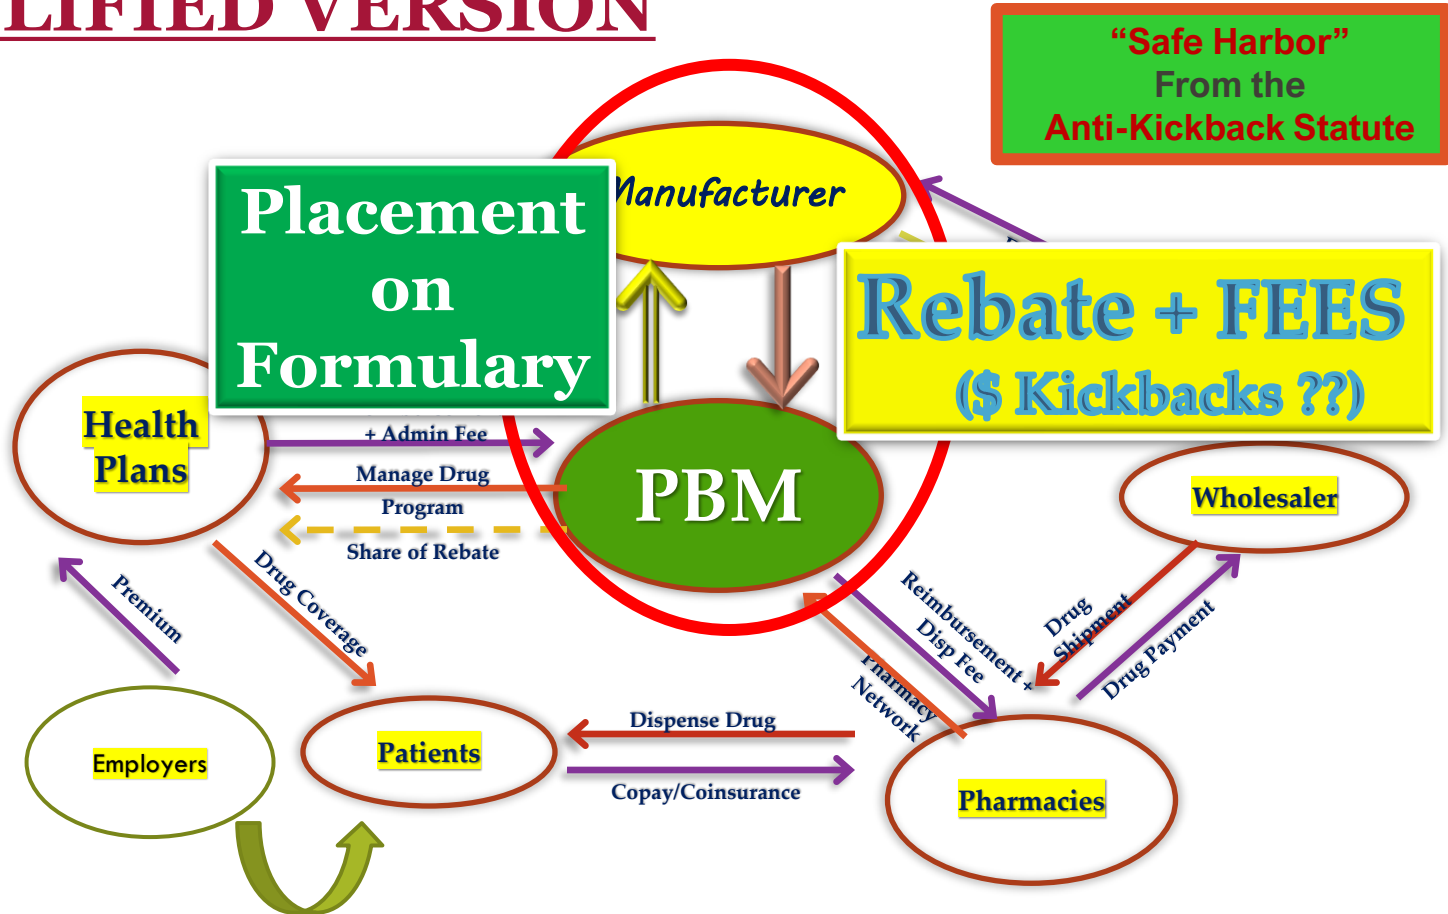 LIFIED VERSION
“Safe Harbor”
From the
Anti-Kickback Statute
Placement
on
Formulary
Manufacturer
Rebate + FEES
($ Kickbacks ??)
Health
Plans
+ Admin Fee
Manage Drug
Program
Share of Rebate
PBM
Wholesaler
Premium
Drug Coverage
Reimbursement +
Disp Fee
Pharmacy
Network
Drug
Shipment
Drug Payment
Employers
Patients
Dispense Drug
Copay/Coinsurance
Pharmacies